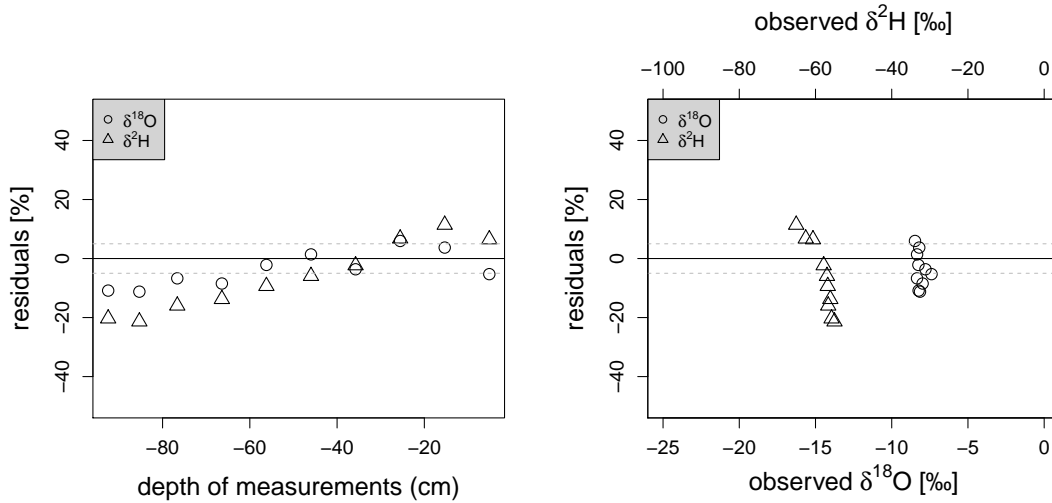 observed δ²H [‰]
−100 −80 −60 −40 −20 0
δ¹⁸O
δ²H
residuals [%]
40
20
0
−20
−40
−80 −60 −40 −20
depth of measurements (cm)
δ¹⁸O
δ²H
residuals [%]
40
20
0
−20
−40
−25 −20 −15 −10 −5 0
observed δ¹⁸O [‰]